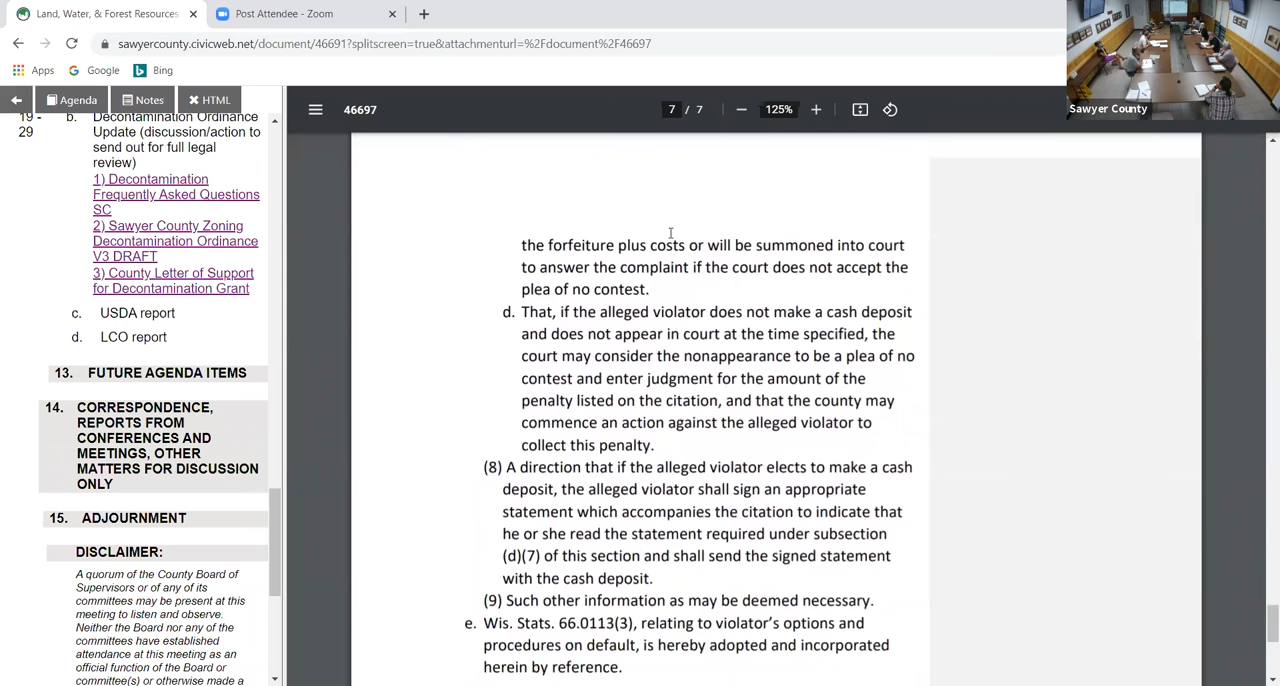 Land, Water, & Forest Resources
Post Attendee - Zoom
sawyercounty.civicweb.net/document/46691?splitscreen=true&attachmenturl=%2Fdocument%2F46697
Apps
Google
Bing
Agenda
Notes
HTML
46697
7 / 7
125%
Sawyer County
19 -
29
b. Decontamination Ordinance
Update (discussion/action to
send out for full legal
review)
1) Decontamination
Frequently Asked Questions
SC
2) Sawyer County Zoning
Decontamination Ordinance
V3 DRAFT
3) County Letter of Support
for Decontamination Grant
c. USDA report
d. LCO report
13. FUTURE AGENDA ITEMS
14. CORRESPONDENCE,
REPORTS FROM
CONFERENCES AND
MEETINGS, OTHER
MATTERS FOR DISCUSSION
ONLY
15. ADJOURNMENT
DISCLAIMER:
A quorum of the County Board of
Supervisors or of any of its
committees may be present at this
meeting to listen and observe.
Neither the Board nor any of the
committees have established
attendance at this meeting as an
official function of the Board or
committee(s) or otherwise made a
the forfeiture plus costs or will be summoned into court
to answer the complaint if the court does not accept the
plea of no contest.
d. That, if the alleged violator does not make a cash deposit
and does not appear in court at the time specified, the
court may consider the nonappearance to be a plea of no
contest and enter judgment for the amount of the
penalty listed on the citation, and that the county may
commence an action against the alleged violator to
collect this penalty.
(8) A direction that if the alleged violator elects to make a cash
deposit, the alleged violator shall sign an appropriate
statement which accompanies the citation to indicate that
he or she read the statement required under subsection
(d)(7) of this section and shall send the signed statement
with the cash deposit.
(9) Such other information as may be deemed necessary.
e. Wis. Stats. 66.0113(3), relating to violator's options and
procedures on default, is hereby adopted and incorporated
herein by reference.